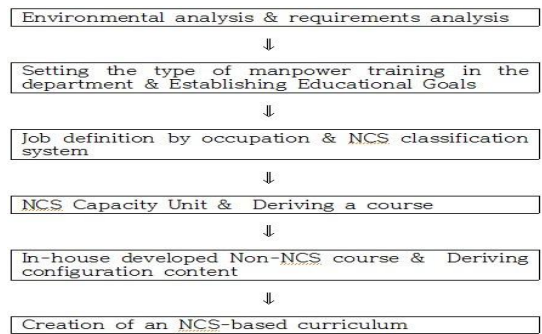 Environmental analysis & requirements analysis
⇓
Setting the type of manpower training in the
department & Establishing Educational Goals
⇓
Job definition by occupation & NCS classification
system
⇓
NCS Capacity Unit & Deriving a course
⇓
In-house developed Non-NCS course & Deriving
configuration content
⇓
Creation of an NCS-based curriculum